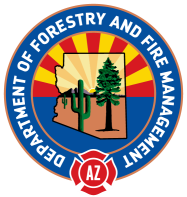 DEPARTMENT OF FORESTRY AND FIRE MANAGEMENT
AZ